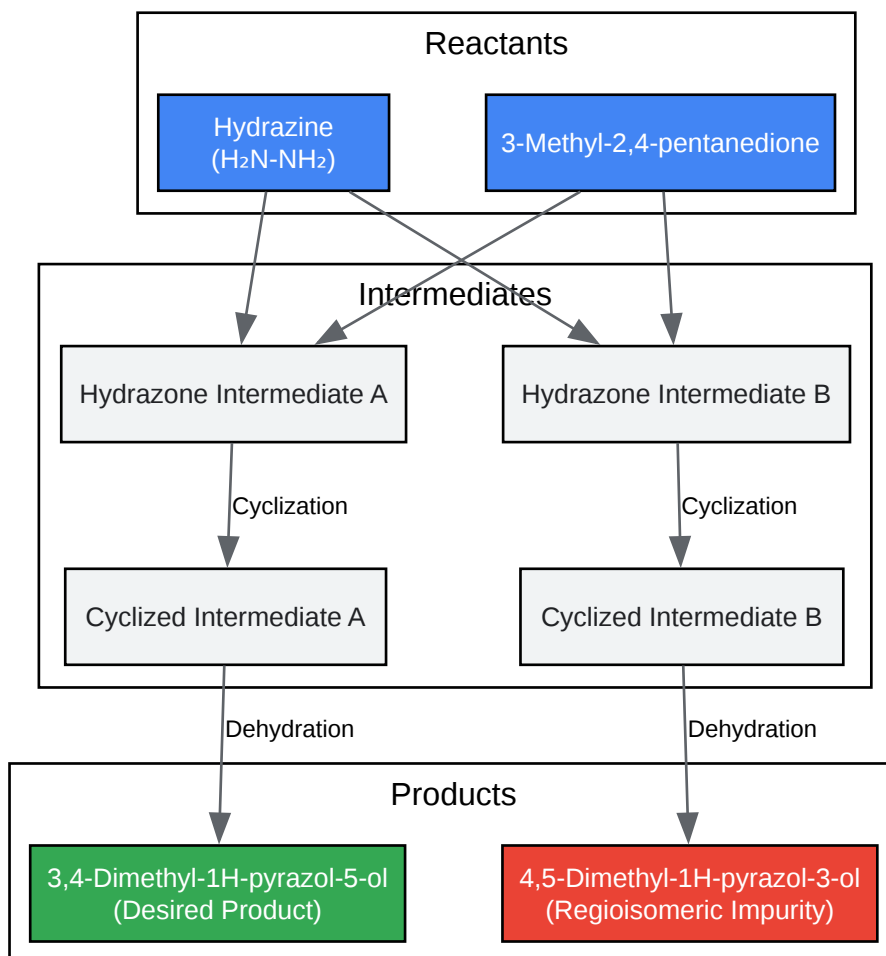 Reactants
Hydrazine
(H₂N-NH₂)
3-Methyl-2,4-pentanedione
Intermediates
Hydrazone Intermediate A
Hydrazone Intermediate B
Cyclization
Cyclization
Cyclized Intermediate A
Cyclized Intermediate B
Dehydration
Dehydration
Products
3,4-Dimethyl-1H-pyrazol-5-ol
(Desired Product)
4,5-Dimethyl-1H-pyrazol-3-ol
(Regioisomeric Impurity)